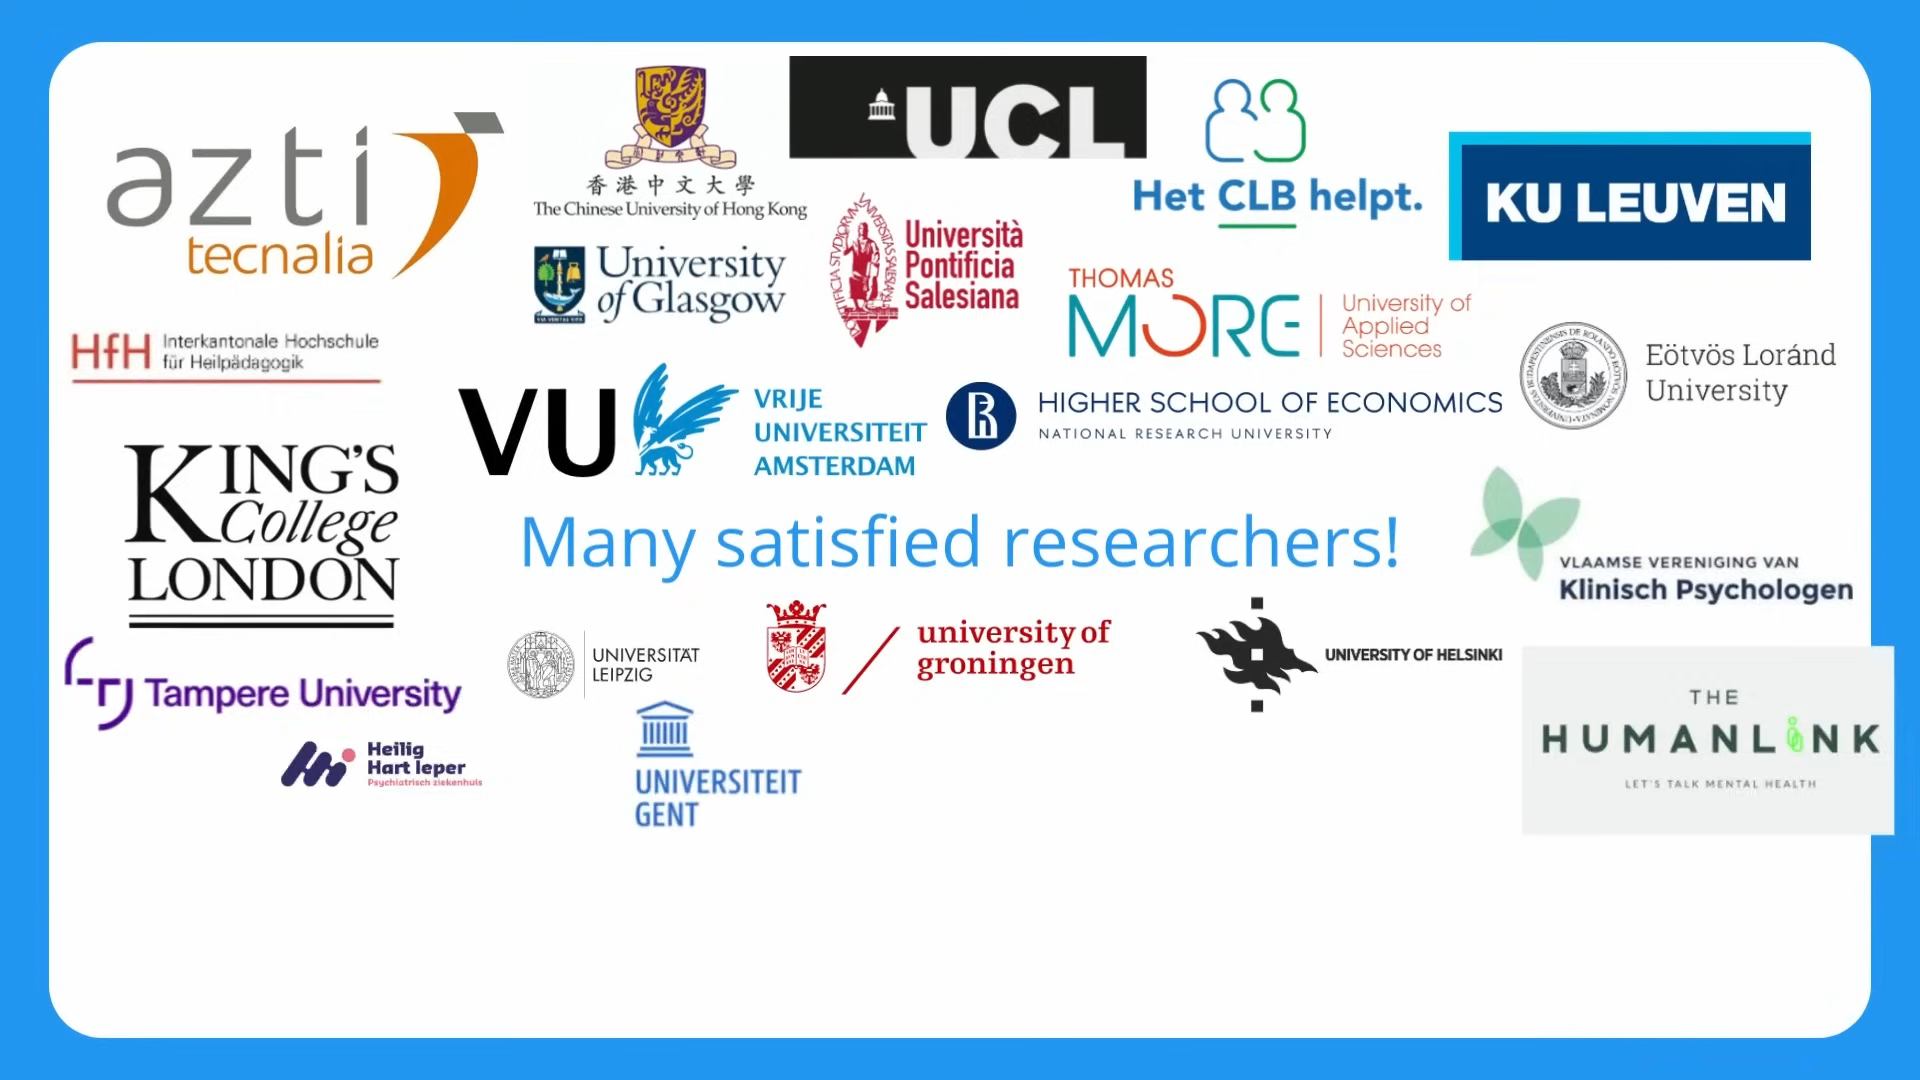 azti
tecnalia
香港中文大學
The Chinese University of Hong Kong
UCL
Het CLB helpt.
KU LEUVEN
University
of Glasgow
Università
Pontificia
Salesiana
THOMAS
MORE
University of
Applied
Sciences
HfH
Interkantonale Hochschule
für Heilpädagogik
Eötvös Loránd
University
VU
VRIJE
UNIVERSITEIT
AMSTERDAM
HIGHER SCHOOL OF ECONOMICS
NATIONAL RESEARCH UNIVERSITY
KING'S
College
LONDON
Many satisfied researchers!
VLAAMSE VERENIGING VAN
Klinisch Psychologen
Tampere University
UNIVERSITÄT
LEIPZIG
university of
groningen
UNIVERSITY OF HELSINKI
THE
HUMANLINK
LET'S TALK MENTAL HEALTH
Heilig
Hart Ieper
Psychiatrisch ziekenhuis
UNIVERSITEIT
GENT